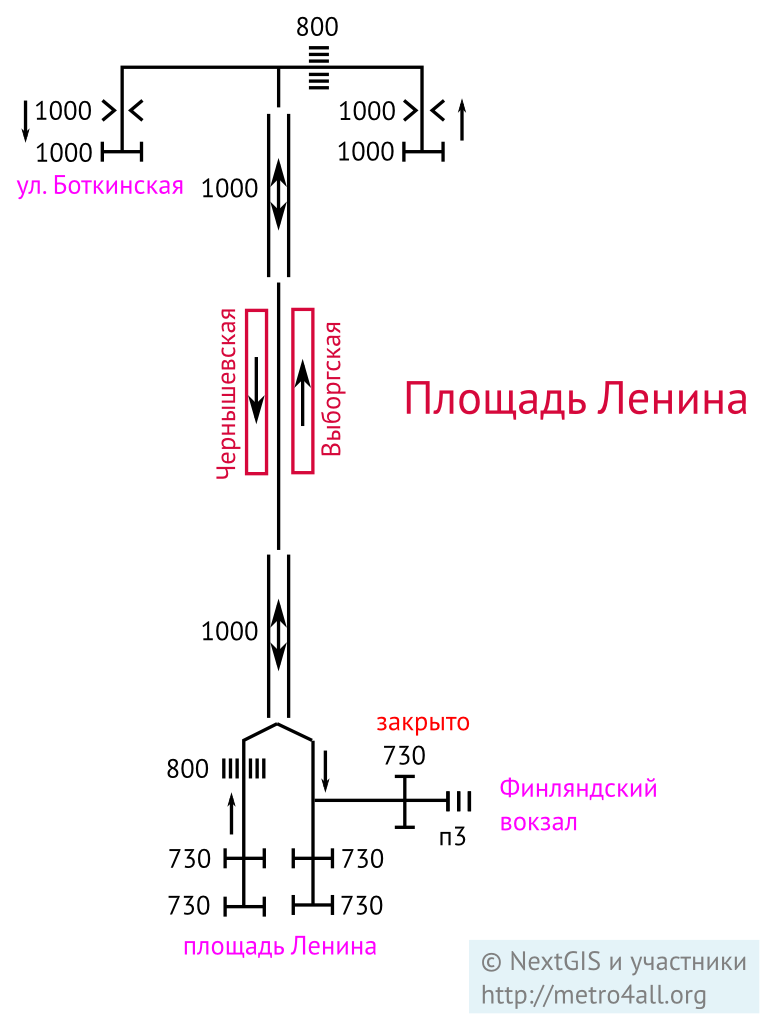 800
1000
1000
1000
1000
ул. Боткинская
1000
Чернышевская
Выборгская
Площадь Ленина
1000
закрыто
730
800
Финляндский
вокзал
п3
730
730
730
730
площадь Ленина
© NextGIS и участники
http://metro4all.org